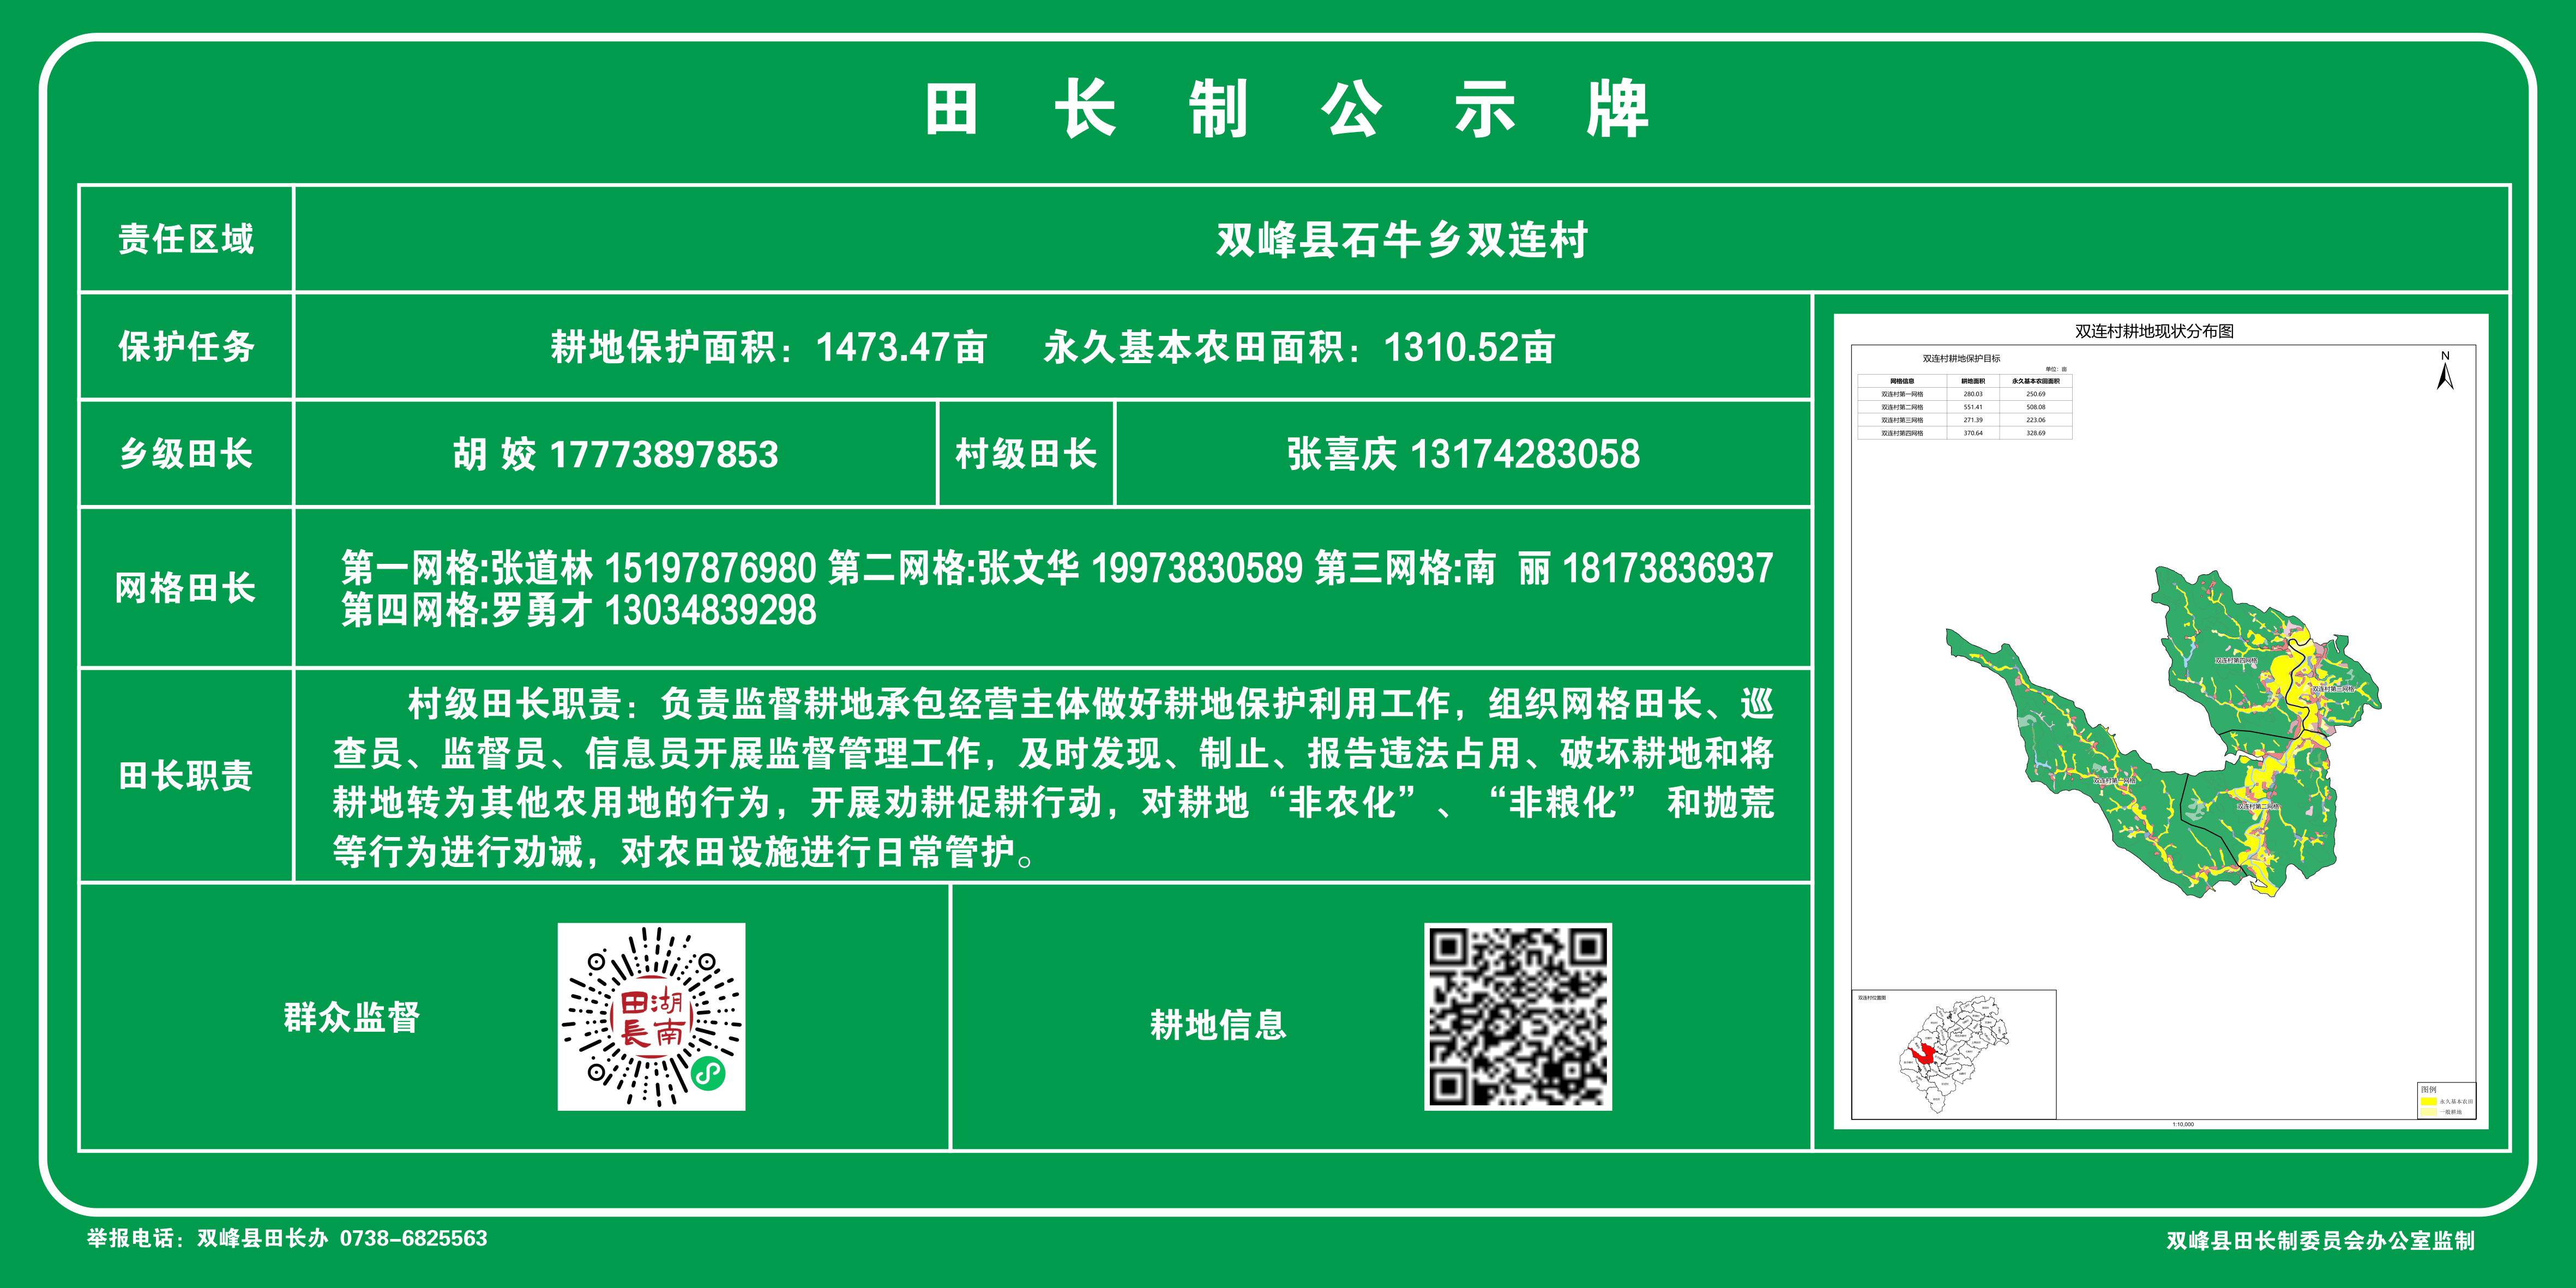 田长制公示牌
责任区域
双峰县石牛乡双连村
保护任务
耕地保护面积：1473.47亩 永久基本农田面积：1310.52亩
乡级田长
胡 姣 17773897853
村级田长
张喜庆 13174283058
网格田长
第一网格:张道林 15197876980 第二网格:张文华 19973830589 第三网格:南 丽 18173836937
第四网格:罗勇才 13034839298
田长职责
村级田长职责：负责监督耕地承包经营主体做好耕地保护利用工作，组织网格田长、巡
查员、监督员、信息员开展监督管理工作，及时发现、制止、报告违法占用、破坏耕地和将
耕地转为其他农用地的行为，开展劝耕促耕行动，对耕地“非农化”、“非粮化” 和抛荒
等行为进行劝诫，对农田设施进行日常管护。
群众监督
田湖
長南
耕地信息
双连村耕地现状分布图
双连村耕地保护目标
单位：亩
网格信息 耕地面积 永久基本农田面积
双连村第一网格 280.03 250.69
双连村第二网格 551.41 508.08
双连村第三网格 271.39 223.06
双连村第四网格 370.64 328.69
N
双连村第四网格
双连村第三网格
双连村第一网格
双连村第二网格
双连村位置图
图例
永久基本农田
一般耕地
1:10,000
举报电话：双峰县田长办 0738-6825563
双峰县田长制委员会办公室监制